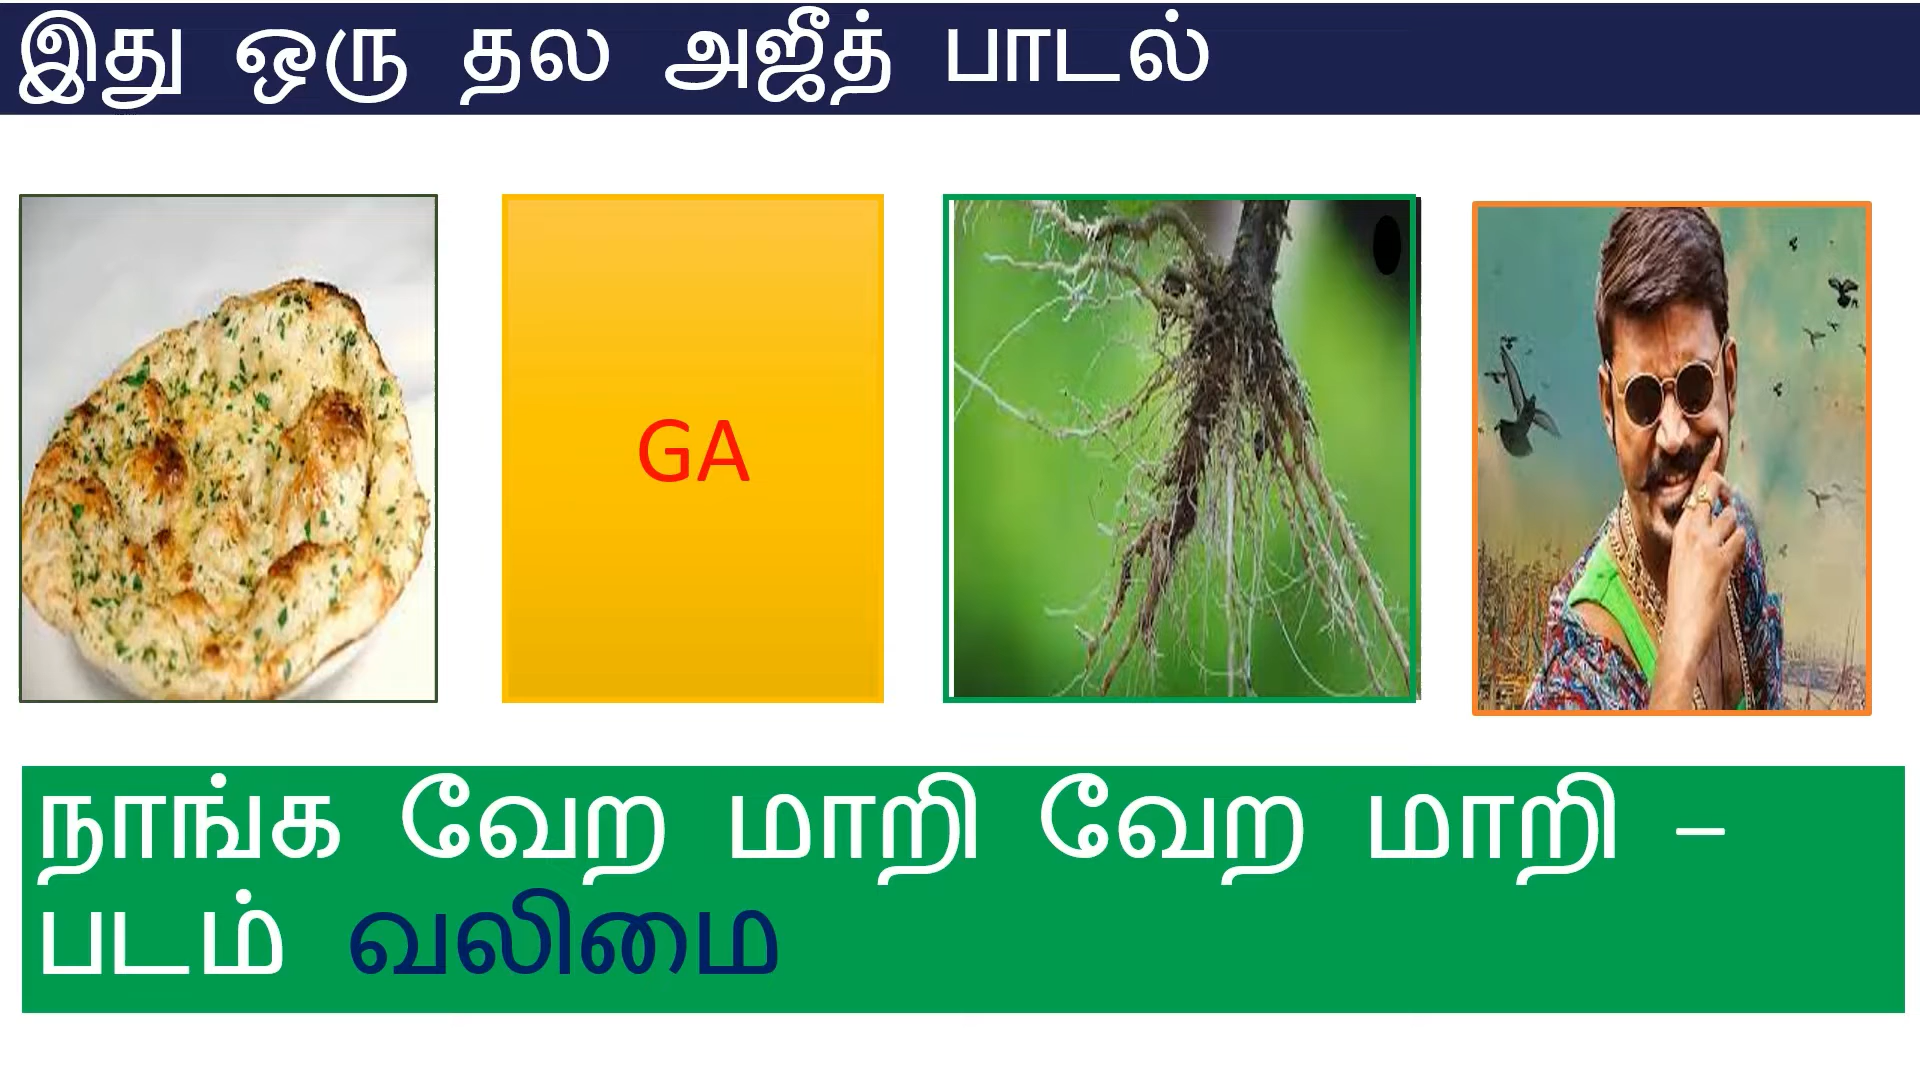 இது ஒரு தல அஜீத் பாடல்
GA
நாங்க வேற மாறி வேற மாறி –
படம் வலிமை